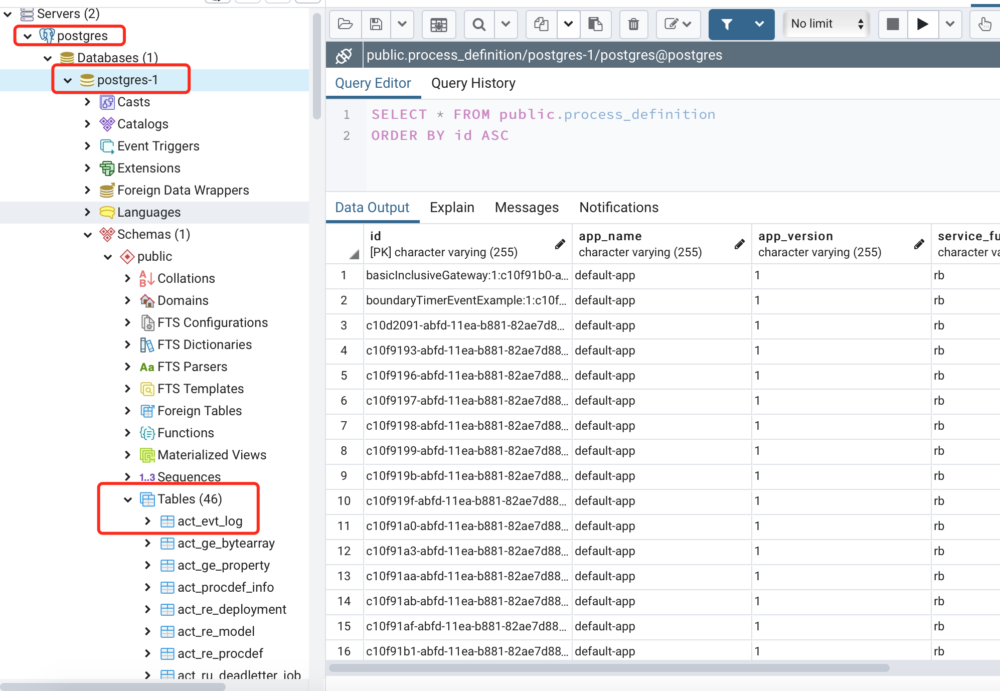 Servers (2)
postgres
Databases (1)
postgres-1
Casts
Catalogs
Event Triggers
Extensions
Foreign Data Wrappers
Languages
Schemas (1)
public
Collations
Domains
FTS Configurations
FTS Dictionaries
Aa FTS Parsers
FTS Templates
Foreign Tables
Functions
Materialized Views
1..3 Sequences
Tables (46)
act_evt_log
act_ge_bytearray
act_ge_property
act_procdef_info
act_re_deployment
act_re_model
act_re_procdef
act_ru_deadletter_job
No limit
public.process_definition/postgres-1/postgres@postgres
Query Editor Query History
1 SELECT * FROM public.process_definition
2 ORDER BY id ASC
Data Output Explain Messages Notifications
id app_name app_version service_fu
[PK] character varying (255) character varying (255) character varying (255) character va
1 basicInclusiveGateway:1:c10f91b0-a... default-app 1 rb
2 boundaryTimerEventExample:1:c10f... default-app 1 rb
3 c10d2091-abfd-11ea-b881-82ae7d8... default-app 1 rb
4 c10f9193-abfd-11ea-b881-82ae7d88... default-app 1 rb
5 c10f9196-abfd-11ea-b881-82ae7d88... default-app 1 rb
6 c10f9197-abfd-11ea-b881-82ae7d88... default-app 1 rb
7 c10f9198-abfd-11ea-b881-82ae7d88... default-app 1 rb
8 c10f9199-abfd-11ea-b881-82ae7d88... default-app 1 rb
9 c10f919b-abfd-11ea-b881-82ae7d88... default-app 1 rb
10 c10f919f-abfd-11ea-b881-82ae7d88... default-app 1 rb
11 c10f91a0-abfd-11ea-b881-82ae7d88... default-app 1 rb
12 c10f91a3-abfd-11ea-b881-82ae7d88... default-app 1 rb
13 c10f91aa-abfd-11ea-b881-82ae7d88... default-app 1 rb
14 c10f91ab-abfd-11ea-b881-82ae7d88... default-app 1 rb
15 c10f91af-abfd-11ea-b881-82ae7d88... default-app 1 rb
16 c10f91b1-abfd-11ea-b881-82ae7d88... default-app 1 rb